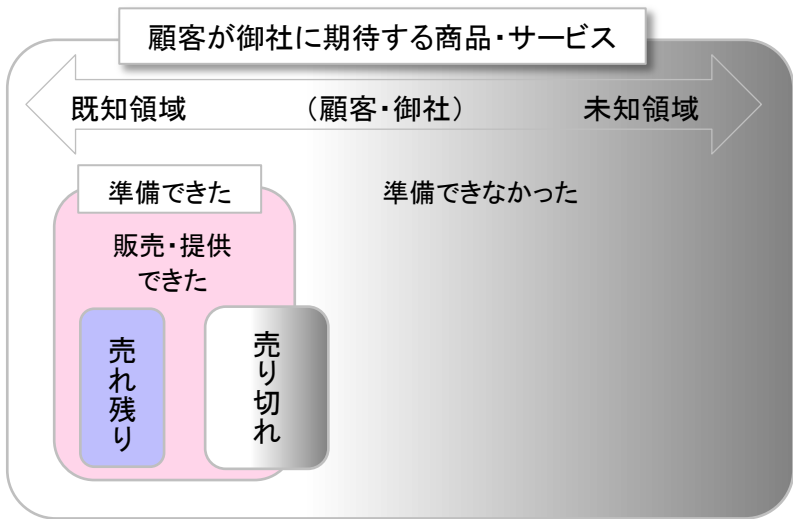 顧客が御社に期待する商品・サービス
既知領域 （顧客・御社） 未知領域
準備できた 準備できなかった
販売・提供
できた
売れ残り
売り切れ